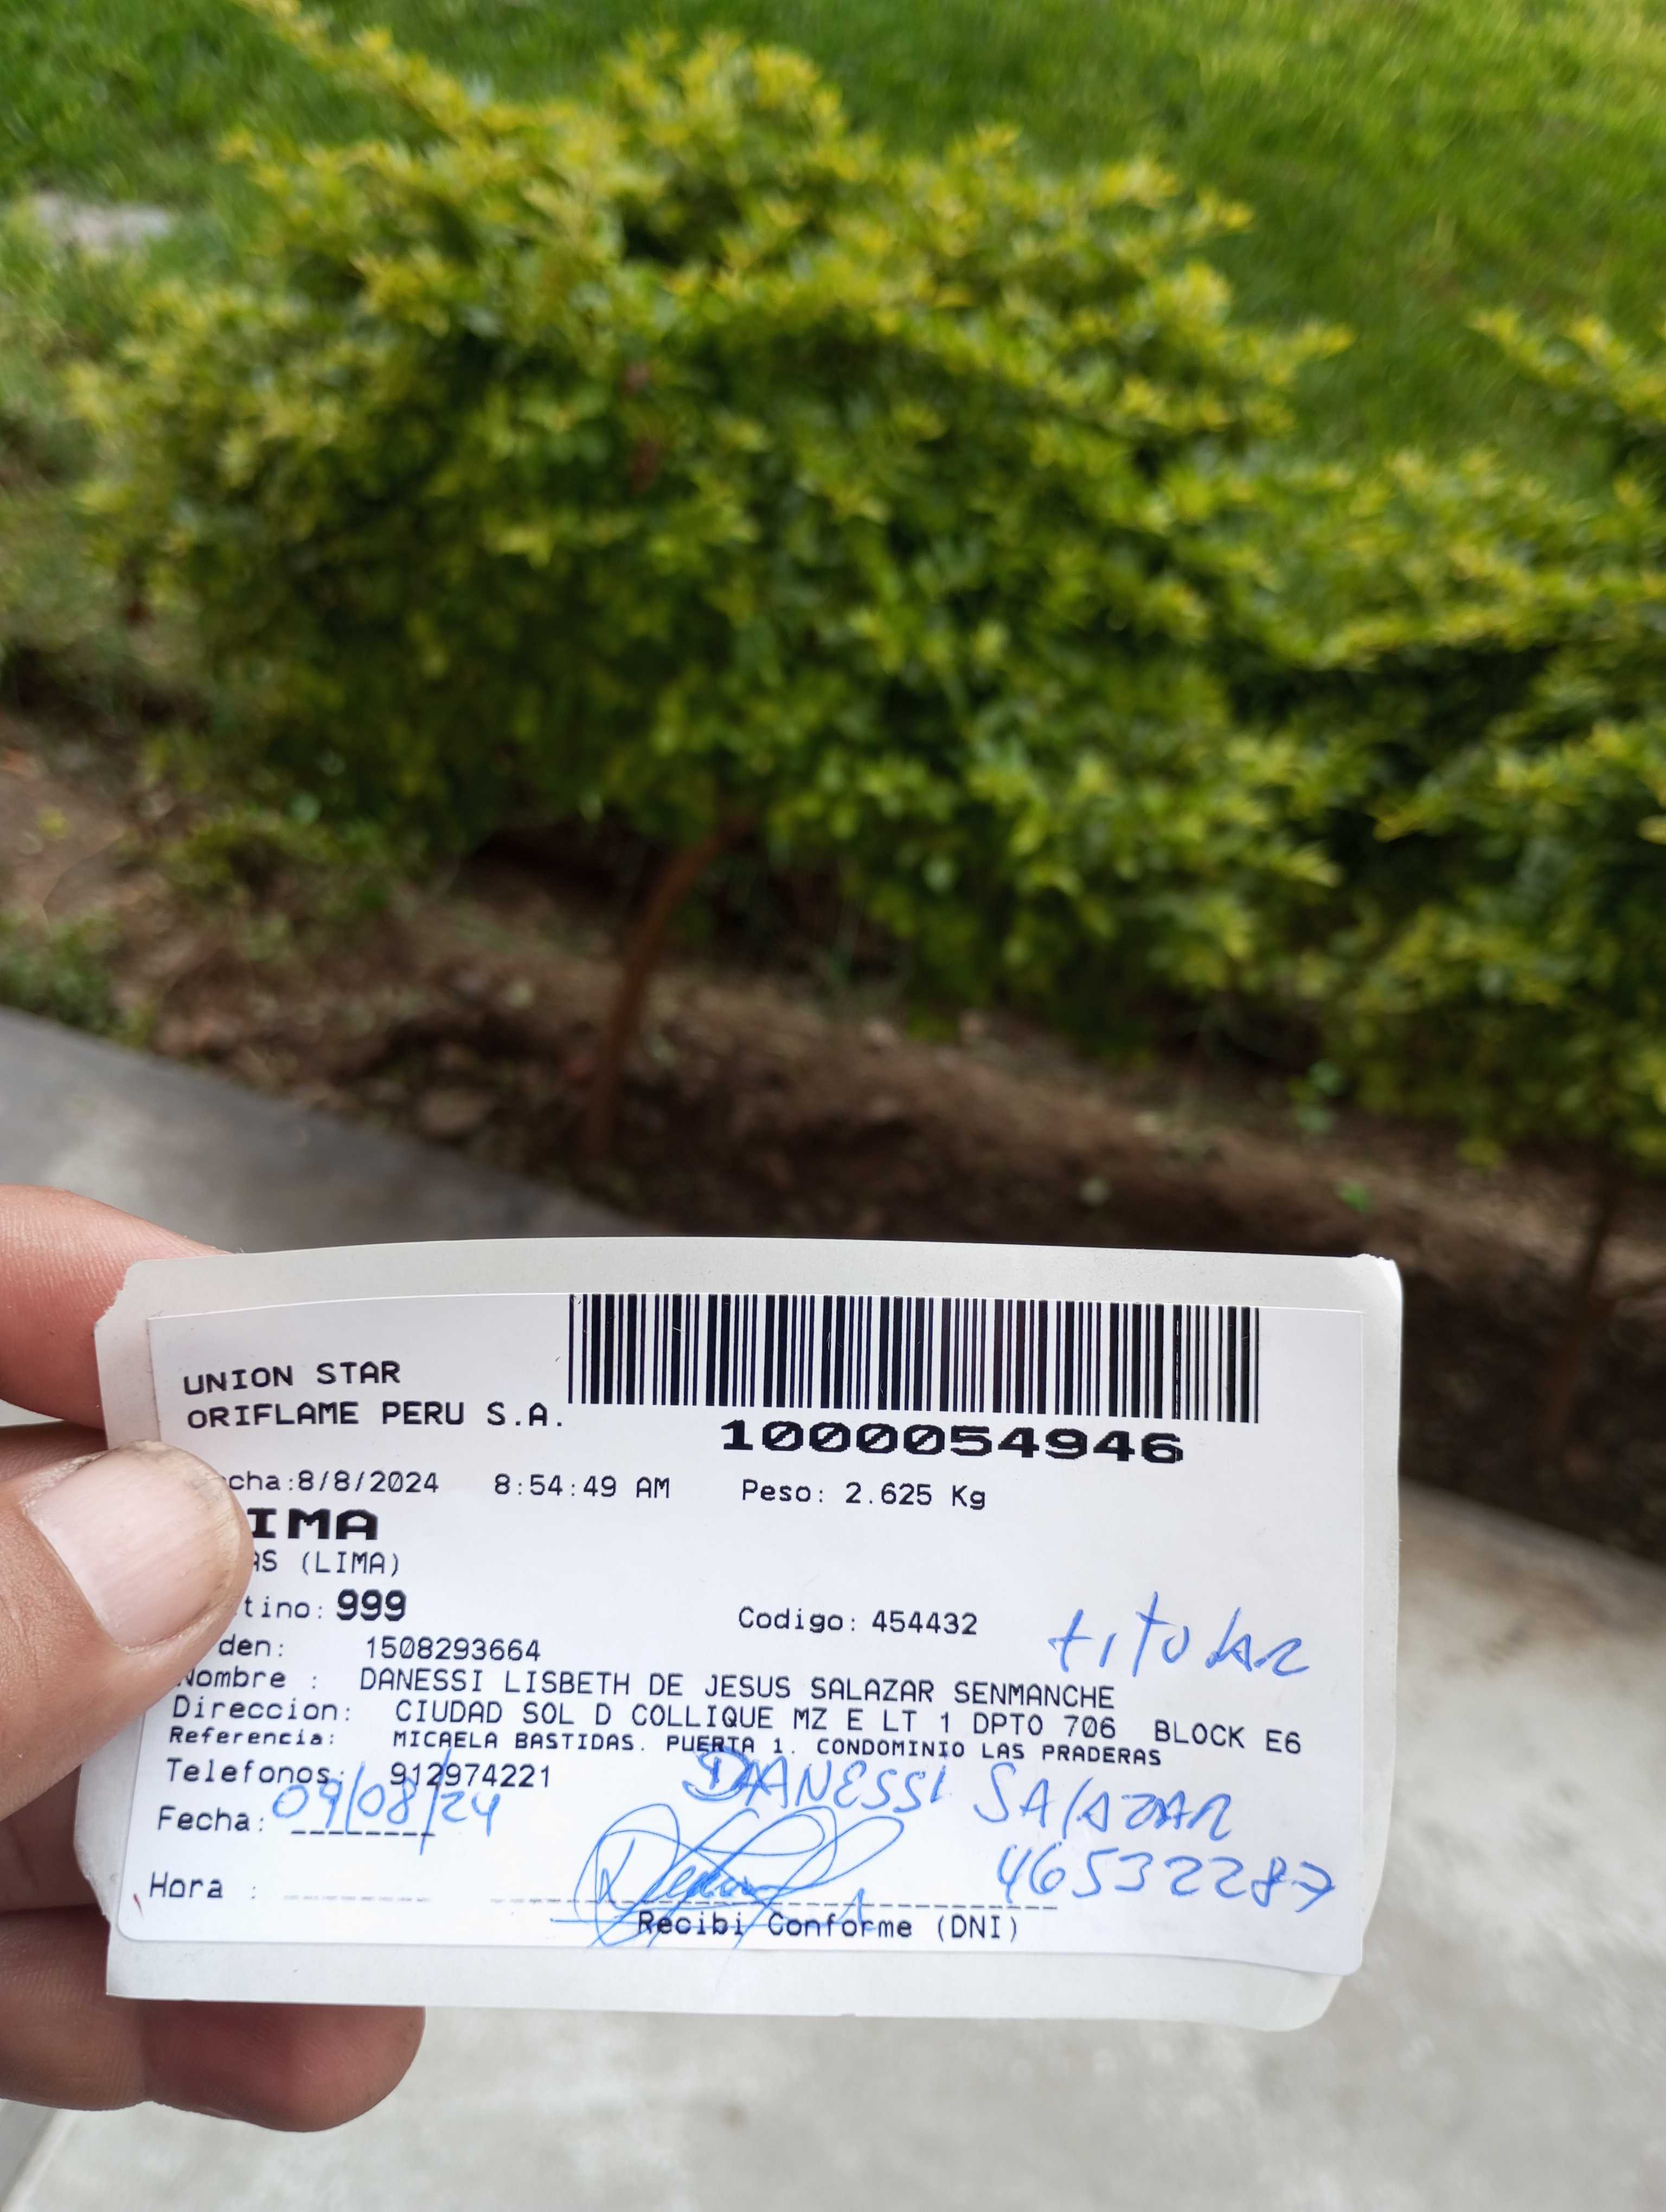 UNION STAR
ORIFLAME PERU S.A.
1000054946
cha:8/8/2024 8:54:49 AM Peso: 2.625 Kg
IMA
AS (LIMA)
tino: 999 Codigo: 454432 titular
den: 1508293664
Nombre : DANESSI LISBETH DE JESUS SALAZAR SENMANCHE
Direccion: CIUDAD SOL D COLLIQUE MZ E LT 1 DPTO 706 BLOCK E6
Referencia: MICAELA BASTIDAS. PUERTA 1. CONDOMINIO LAS PRADERAS
Telefonos: 912974221
DANESSI SALAZAR
Fecha: 09/08/24
46532287
Hora :
Recibi Conforme (DNI)